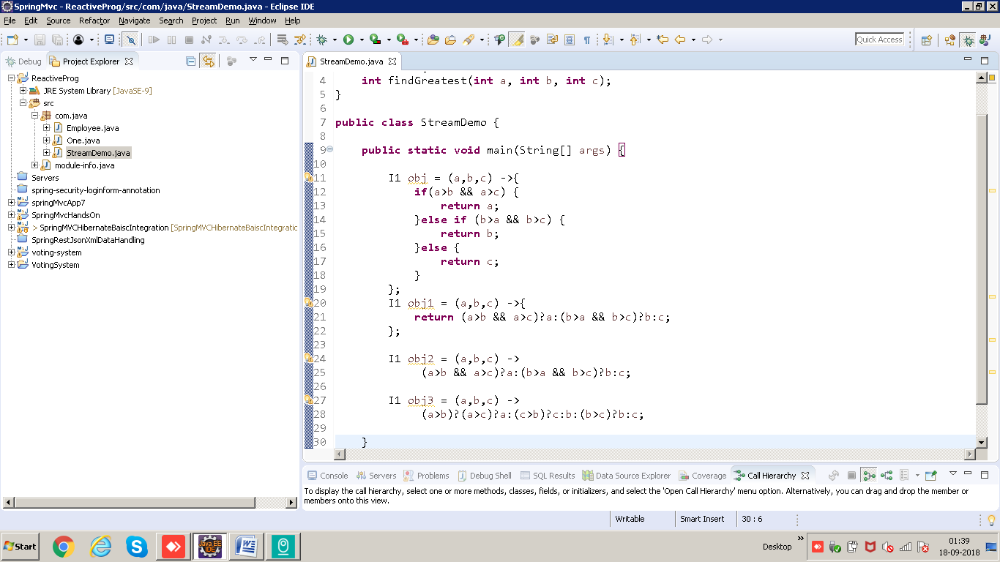 SpringMvc - ReactiveProg/src/com/java/StreamDemo.java - Eclipse IDE
File Edit Source Refactor Navigate Search Project Run Window Help
Quick Access
Debug Project Explorer
ReactiveProg
JRE System Library [JavaSE-9]
src
com.java
Employee.java
One.java
StreamDemo.java
module-info.java
Servers
spring-security-loginform-annotation
springMvcApp7
SpringMvcHandsOn
> SpringMVCHibernateBaiscIntegration [SpringMVCHibernateBaiscIntegratic
SpringRestJsonXmlDataHandling
voting-system
VotingSystem
StreamDemo.java
4 int findGreatest(int a, int b, int c);
5 }
6
7 public class StreamDemo {
8
9 public static void main(String[] args) {
10
11 I1 obj = (a,b,c) ->{
12 if(a>b && a>c) {
13 return a;
14 }else if (b>a && b>c) {
15 return b;
16 }else {
17 return c;
18 }
19 };
20 I1 obj1 = (a,b,c) ->{
21 return (a>b && a>c)?a:(b>a && b>c)?b:c;
22 };
23
24 I1 obj2 = (a,b,c) ->
25 (a>b && a>c)?a:(b>a && b>c)?b:c;
26
27 I1 obj3 = (a,b,c) ->
28 (a>b)?(a>c)?a:(c>b)?c:b:(b>c)?b:c;
29
30 }
Console Servers Problems Debug Shell SQL Results Data Source Explorer Coverage Call Hierarchy
To display the call hierarchy, select one or more methods, classes, fields, or initializers, and select the 'Open Call Hierarchy' menu option. Alternatively, you can drag and drop the member or
members onto this view.
Writable Smart Insert 30 : 6
Start
Java EE
IDE
Desktop
01:39
18-09-2018